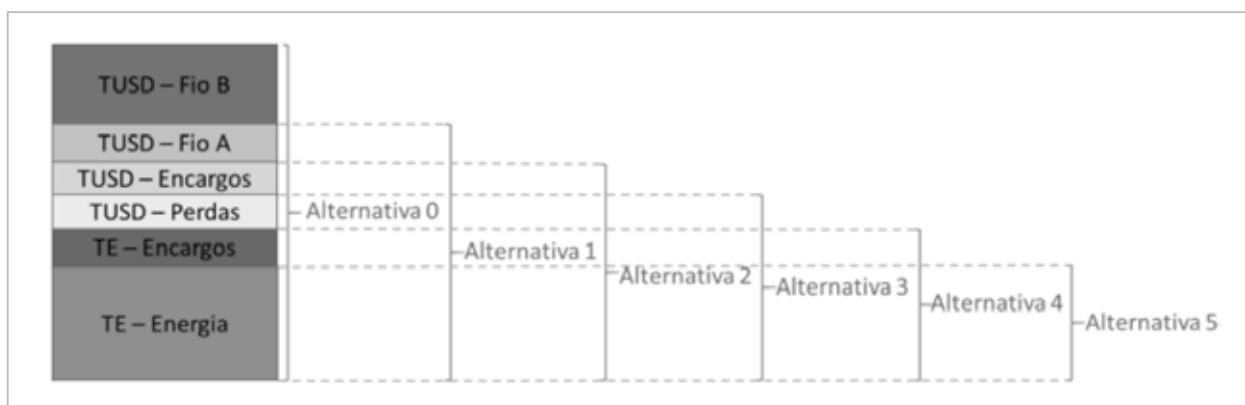 TUSD – Fio B
TUSD – Fio A
TUSD – Encargos
TUSD – Perdas
TE – Encargos
TE – Energia
Alternativa 0
Alternativa 1
Alternativa 2
Alternativa 3
Alternativa 4
Alternativa 5